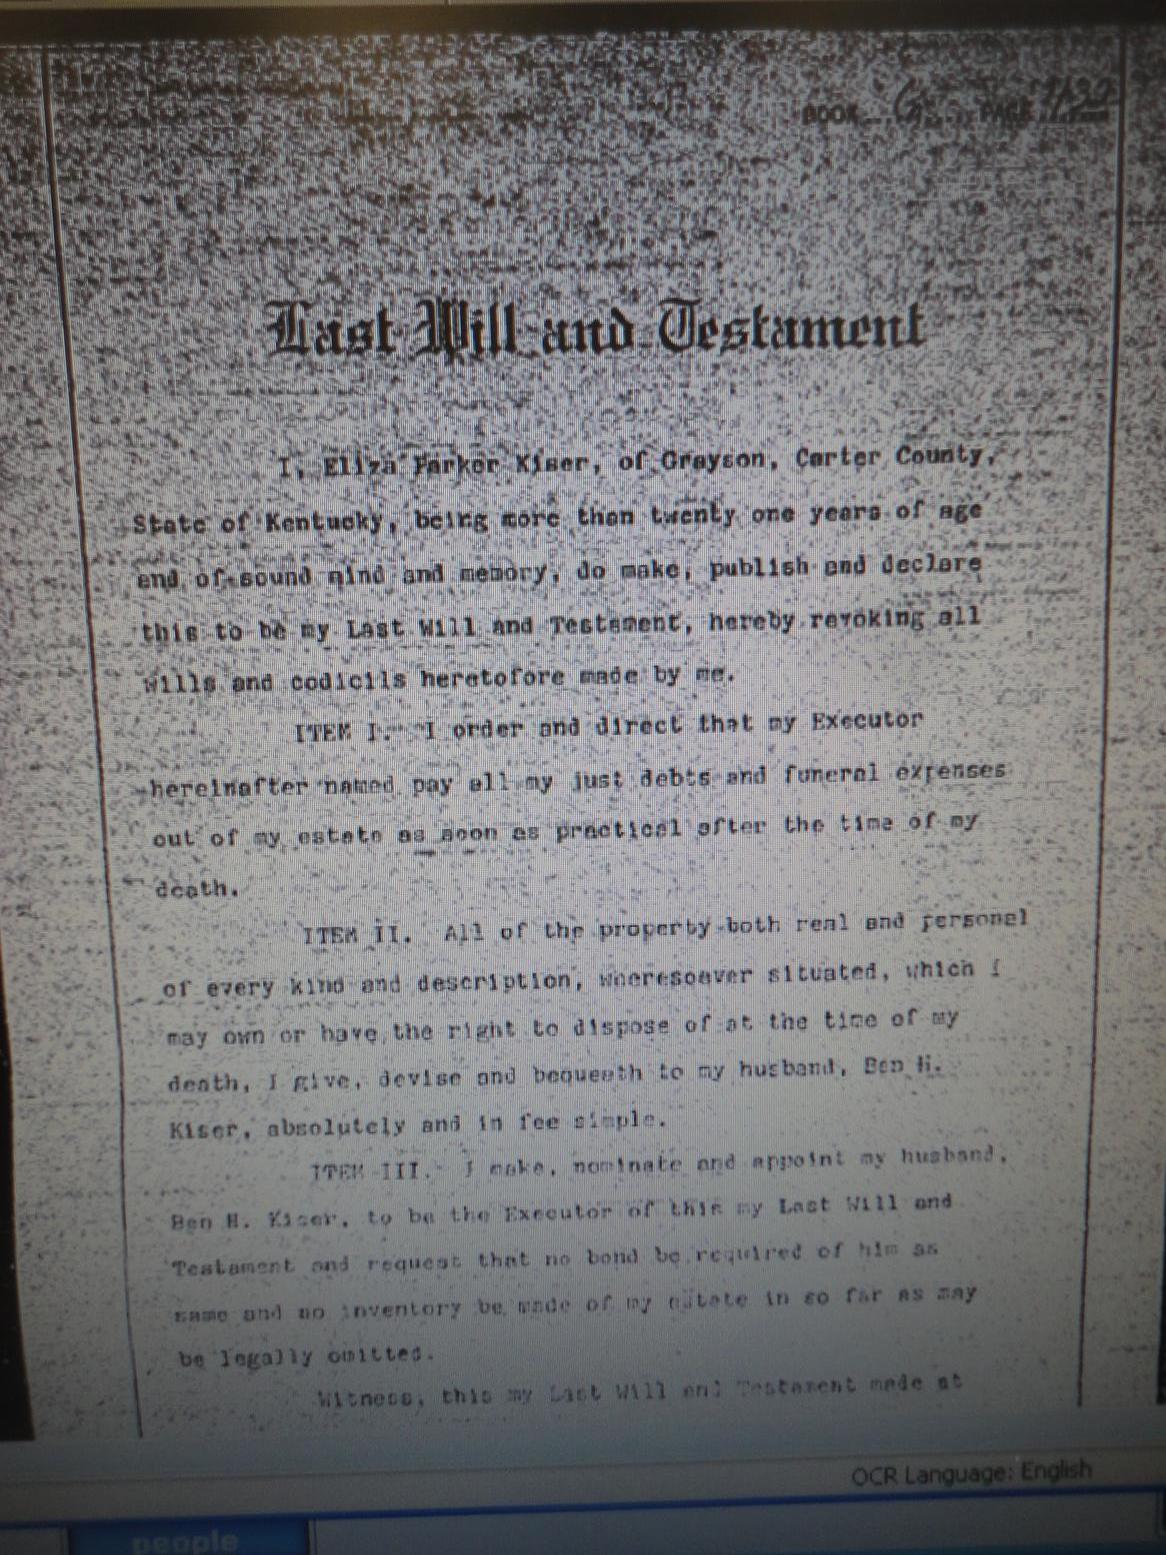 BOOK G PAGE 432
Last Will and Testament
I, Eliza Parker Kiser, of Grayson, Carter County,
State of Kentucky, being more than twenty one years of age
and of sound mind and memory, do make, publish and declare
this to be my Last Will and Testament, hereby revoking all
wills and codicils heretofore made by me.
ITEM I. I order and direct that my Executor
hereinafter named pay all my just debts and funeral expenses
out of my estate as soon as practical after the time of my
death.
ITEM II. All of the property both real and personal
of every kind and description, wheresoever situated, which I
may own or have the right to dispose of at the time of my
death, I give, devise and bequeath to my husband, Ben H.
Kiser, absolutely and in fee simple.
ITEM III. I make, nominate and appoint my husband,
Ben H. Kiser, to be the Executor of this my Last Will and
Testament and request that no bond be required of him as
same and no inventory be made of my estate in so far as may
be legally omitted.
Witness, this my Last Will and Testament made at
OCR Language: English
people